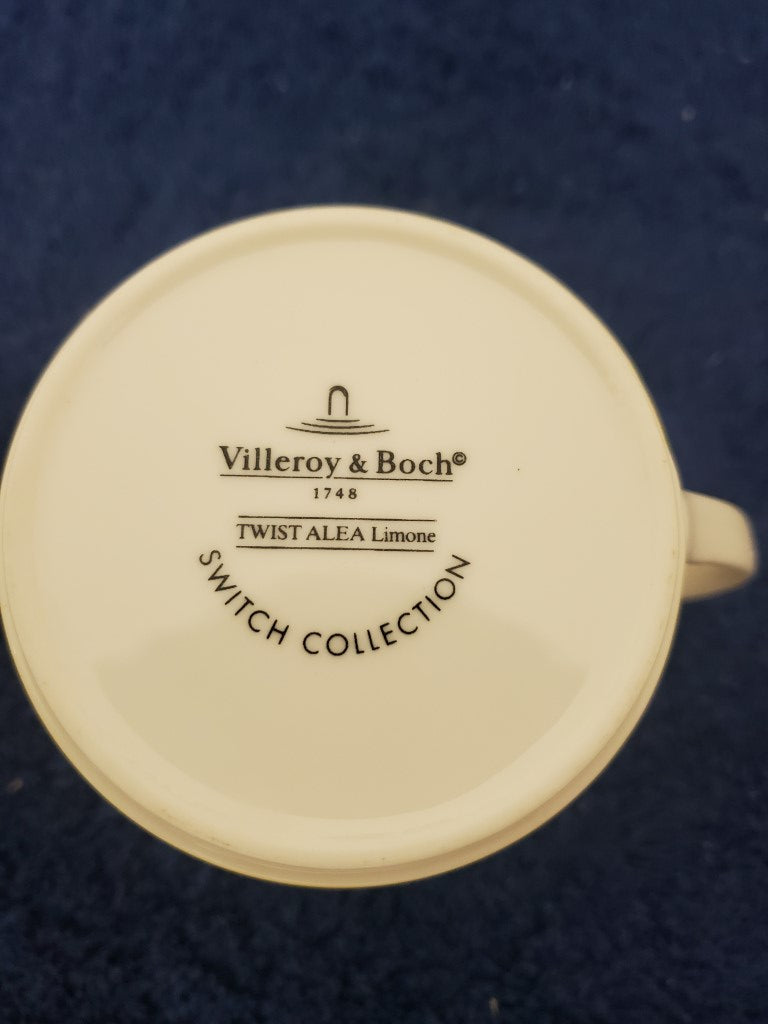 Villeroy & Boch©
1748
TWIST ALEA Limone
SWITCH COLLECTION